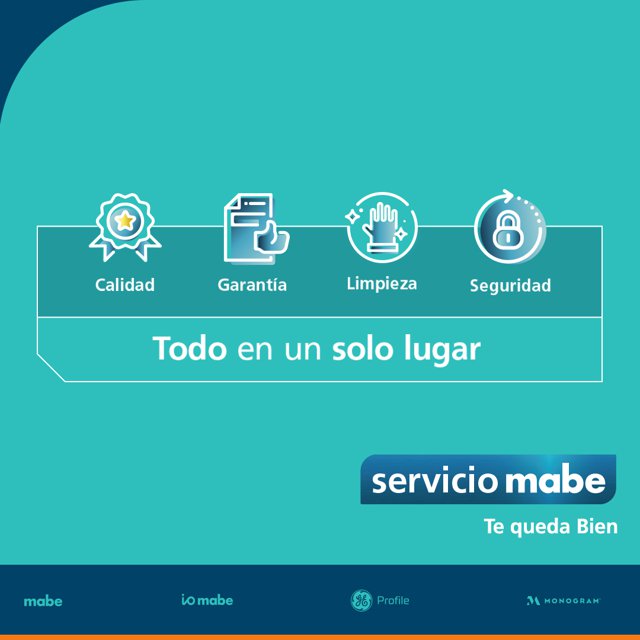 Calidad Garantía Limpieza Seguridad
Todo en un solo lugar
servicio mabe
Te queda Bien
mabe io mabe GE Profile MONOGRAM